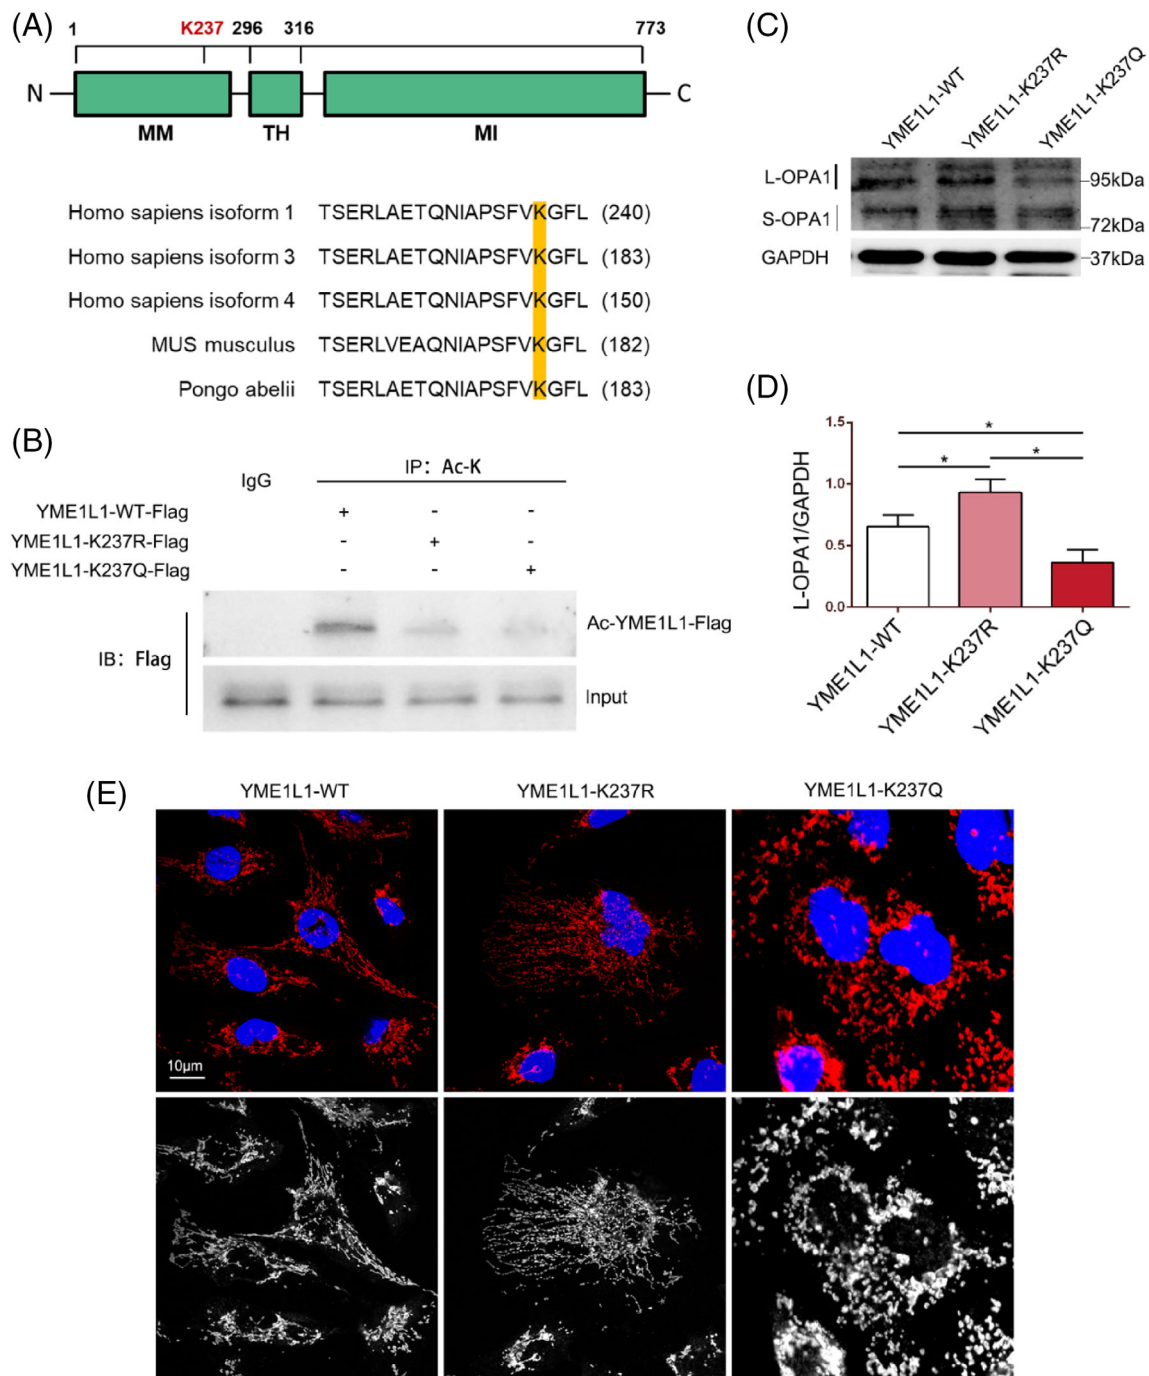 (A)
1 K237 296 316 773
N C
MM TH MI
Homo sapiens isoform 1 TSERLAETQNIAPSFVKGFL (240)
Homo sapiens isoform 3 TSERLAETQNIAPSFVKGFL (183)
Homo sapiens isoform 4 TSERLAETQNIAPSFVKGFL (150)
MUS musculus TSERLVEAQNIAPSFVKGFL (182)
Pongo abelii TSERLAETQNIAPSFVKGFL (183)
(B)
IgG IP: Ac-K
YME1L1-WT-Flag + - -
YME1L1-K237R-Flag - + -
YME1L1-K237Q-Flag - - +
IB: Flag
Ac-YME1L1-Flag
Input
(C)
YME1L1-WT YME1L1-K237R YME1L1-K237Q
L-OPA1 95kDa
S-OPA1 72kDa
GAPDH 37kDa
(D)
L-OPA1/GAPDH
1.5
1.0
0.5
0.0
* * *
YME1L1-WT YME1L1-K237R YME1L1-K237Q
(E)
YME1L1-WT YME1L1-K237R YME1L1-K237Q
10μm